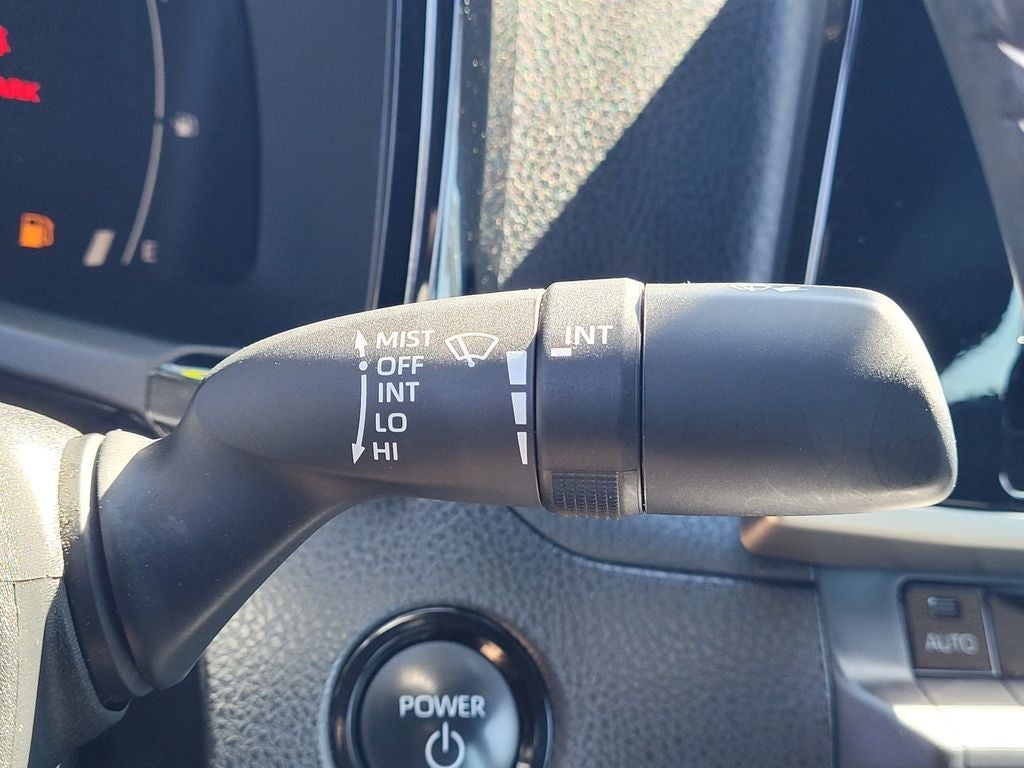 E
MIST
OFF
INT
LO
HI
INT
POWER
AUTO